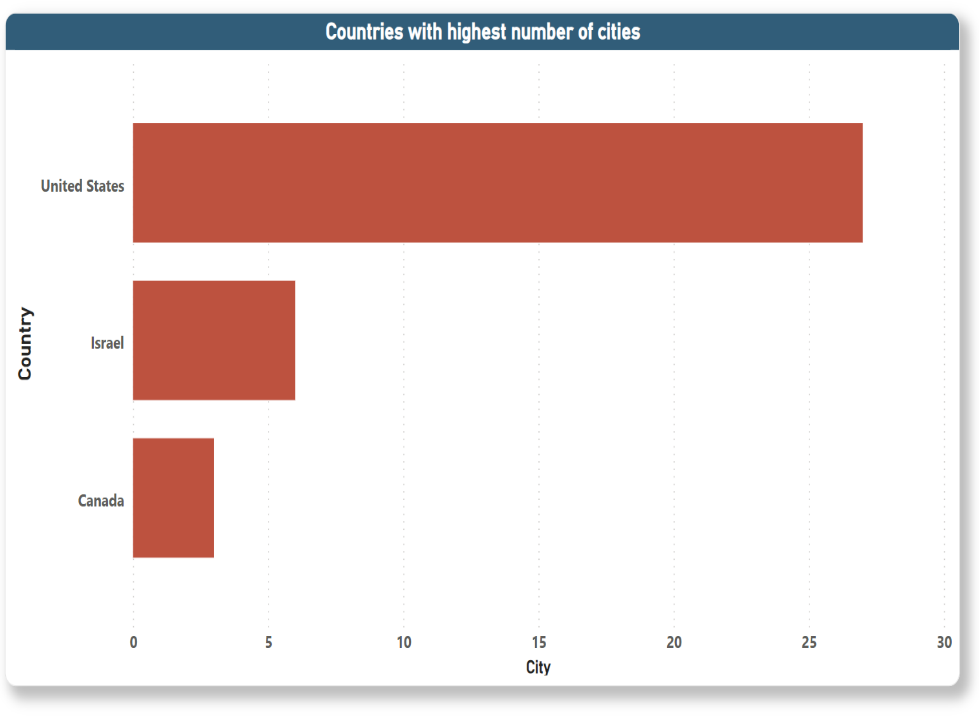 Countries with highest number of cities
United States
Israel
Canada
Country
0 5 10 15 20 25 30
City